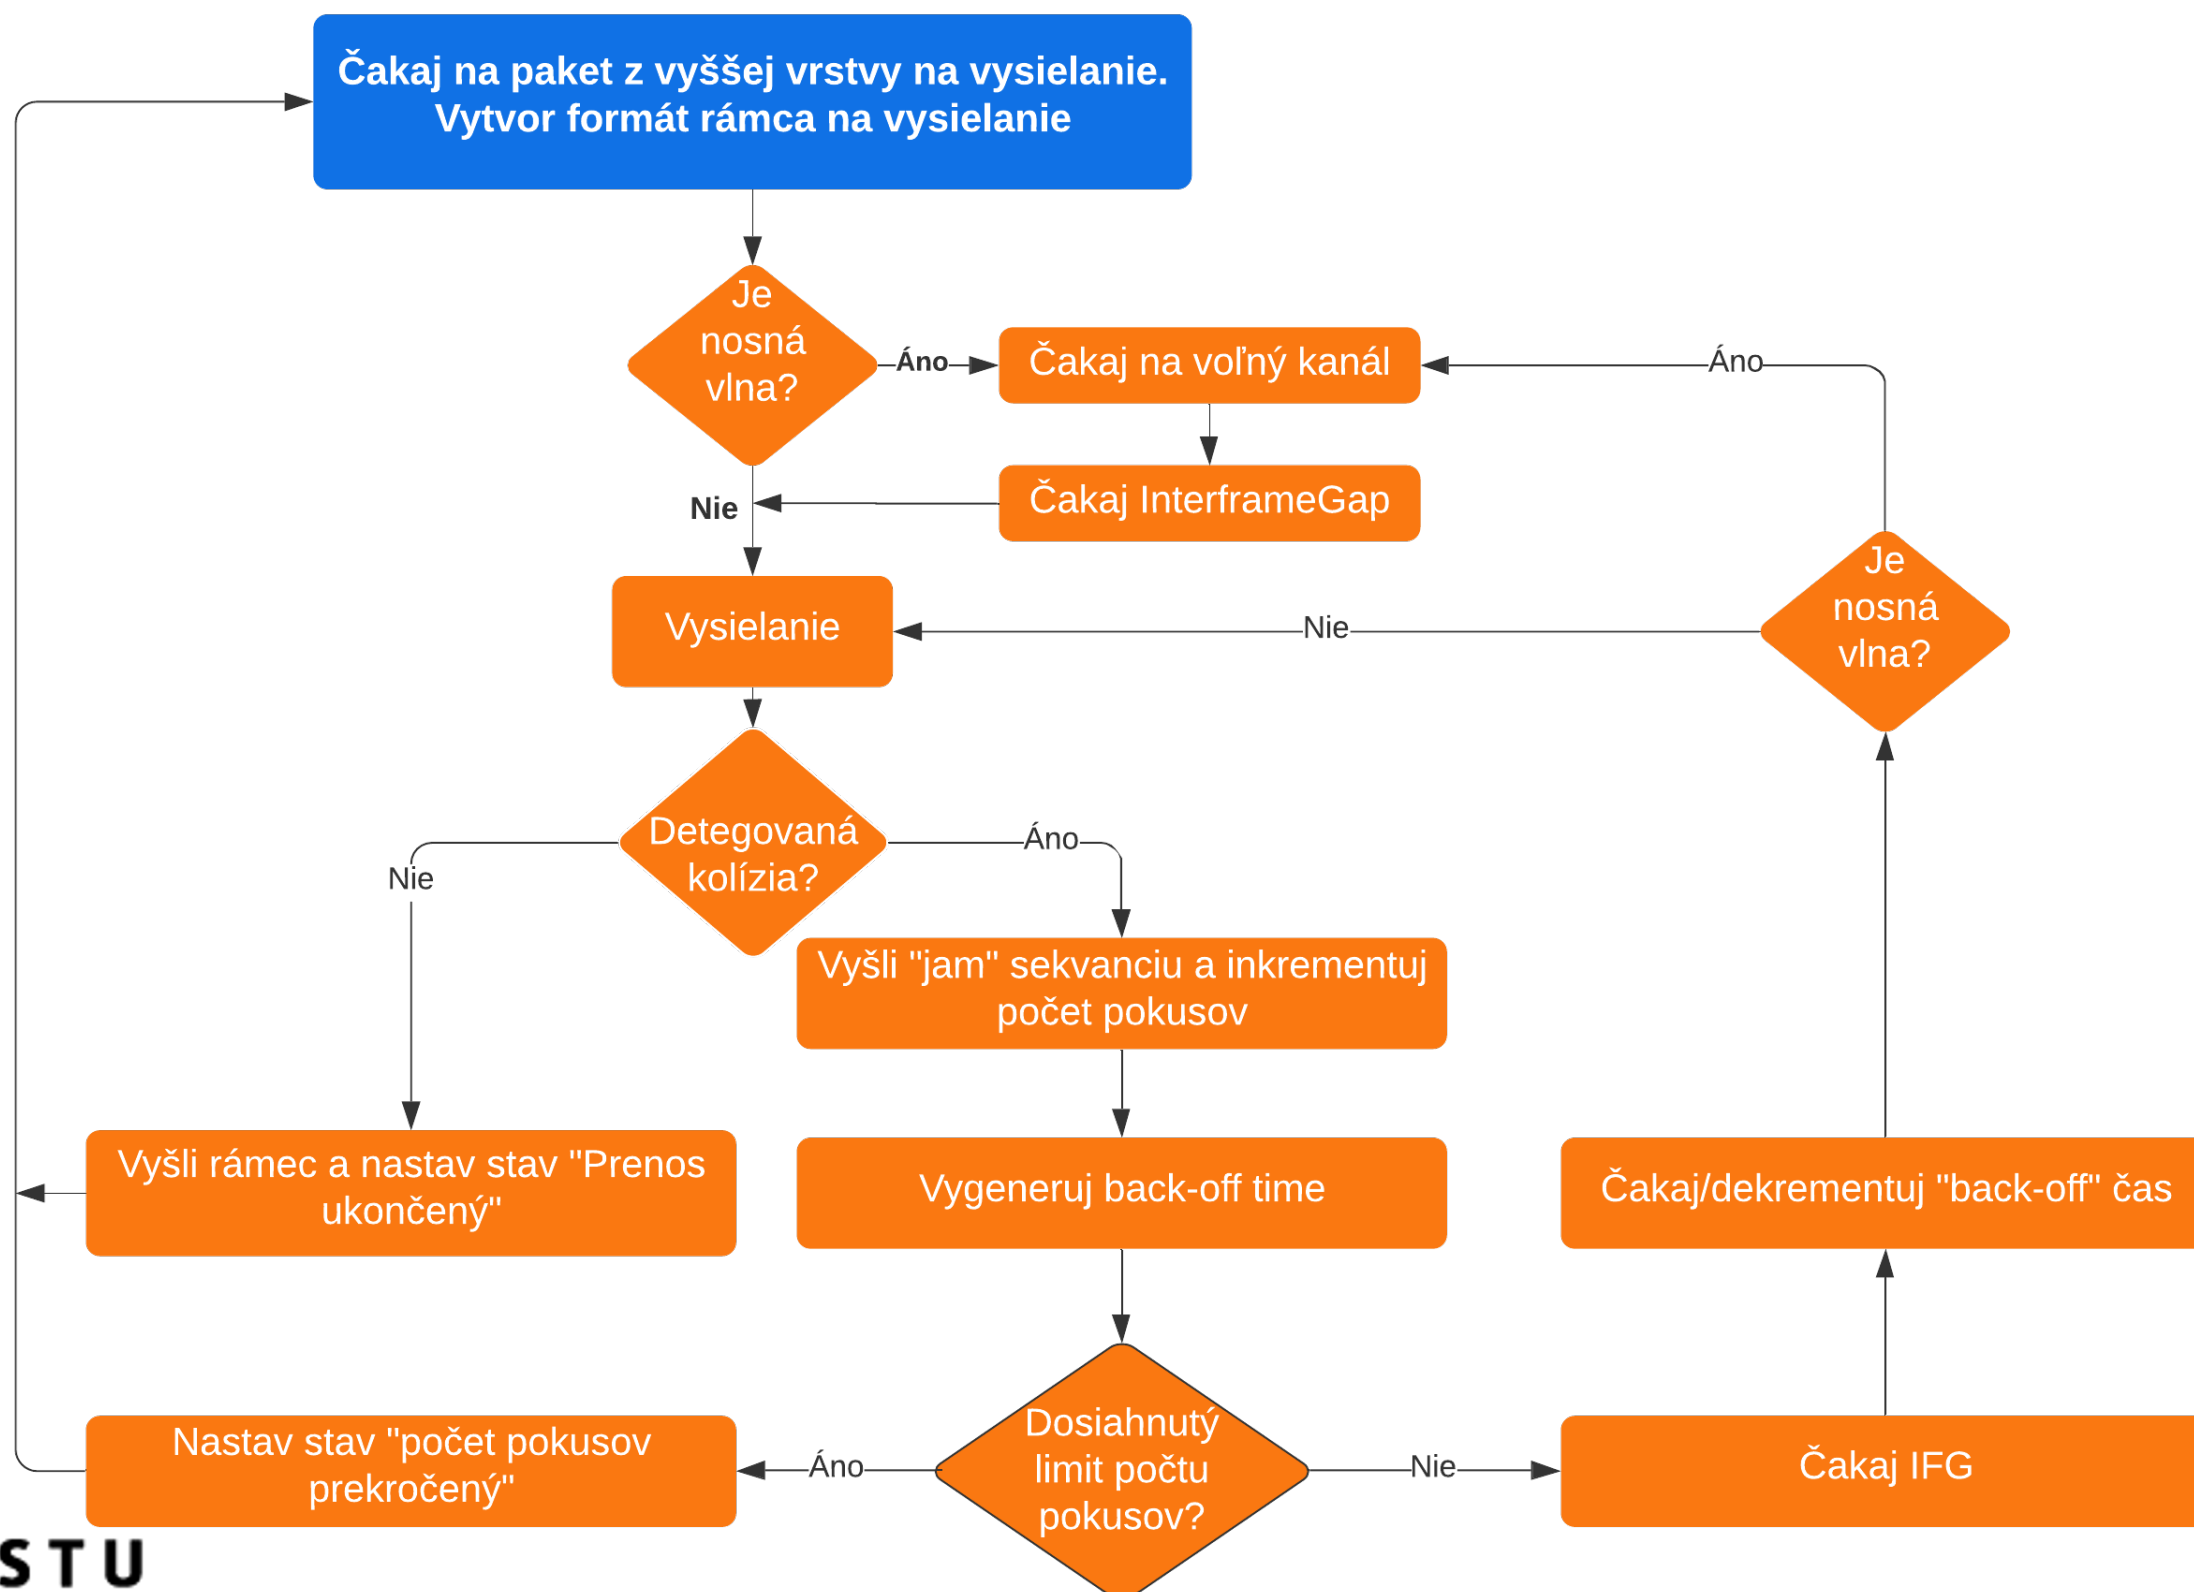 Čakaj na paket z vyššej vrstvy na vysielanie.
Vytvor formát rámca na vysielanie
Je
nosná
vlna?
Áno
Čakaj na voľný kanál
Áno
Nie
Čakaj InterframeGap
Je
nosná
vlna?
Vysielanie
Nie
Detegovaná
kolízia?
Nie
Áno
Vyšli "jam" sekvanciu a inkrementuj
počet pokusov
Vyšli rámec a nastav stav "Prenos
ukončený"
Vygeneruj back-off time
Čakaj/dekrementuj "back-off" čas
Nastav stav "počet pokusov
prekročený"
Áno
Dosiahnutý
limit počtu
pokusov?
Nie
Čakaj IFG
STU